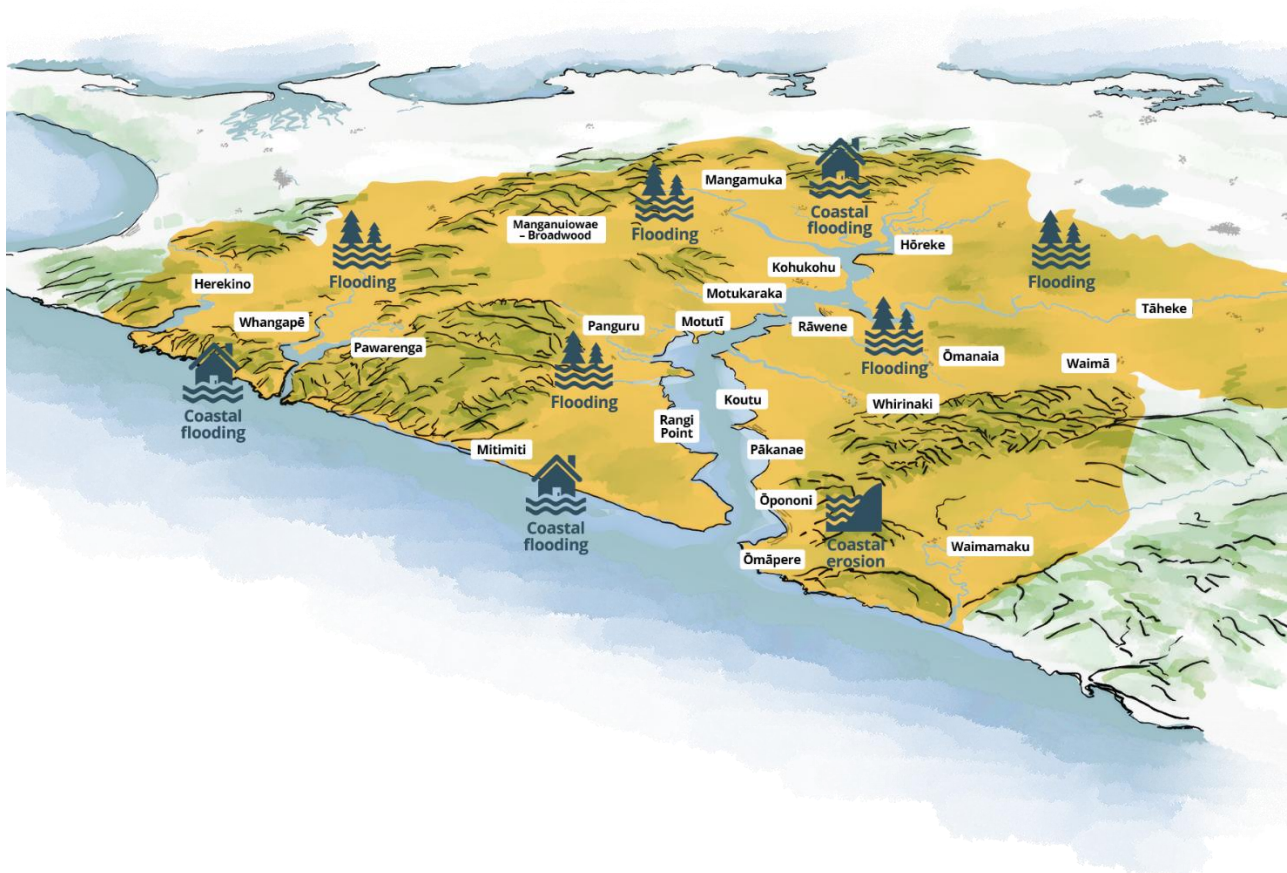 Mangamuka
Coastal
flooding
Manganuiowae
– Broadwood
Flooding
Hōreke
Flooding
Kohukohu
Flooding
Herekino
Motukaraka
Tāheke
Whangapē
Panguru
Motutī
Rāwene
Pawarenga
Ōmanaia
Waimā
Flooding
Coastal
flooding
Flooding
Koutu
Whirinaki
Rangi
Point
Mitimiti
Pākanae
Ōpononi
Coastal
flooding
Coastal
erosion
Waimamaku
Ōmāpere